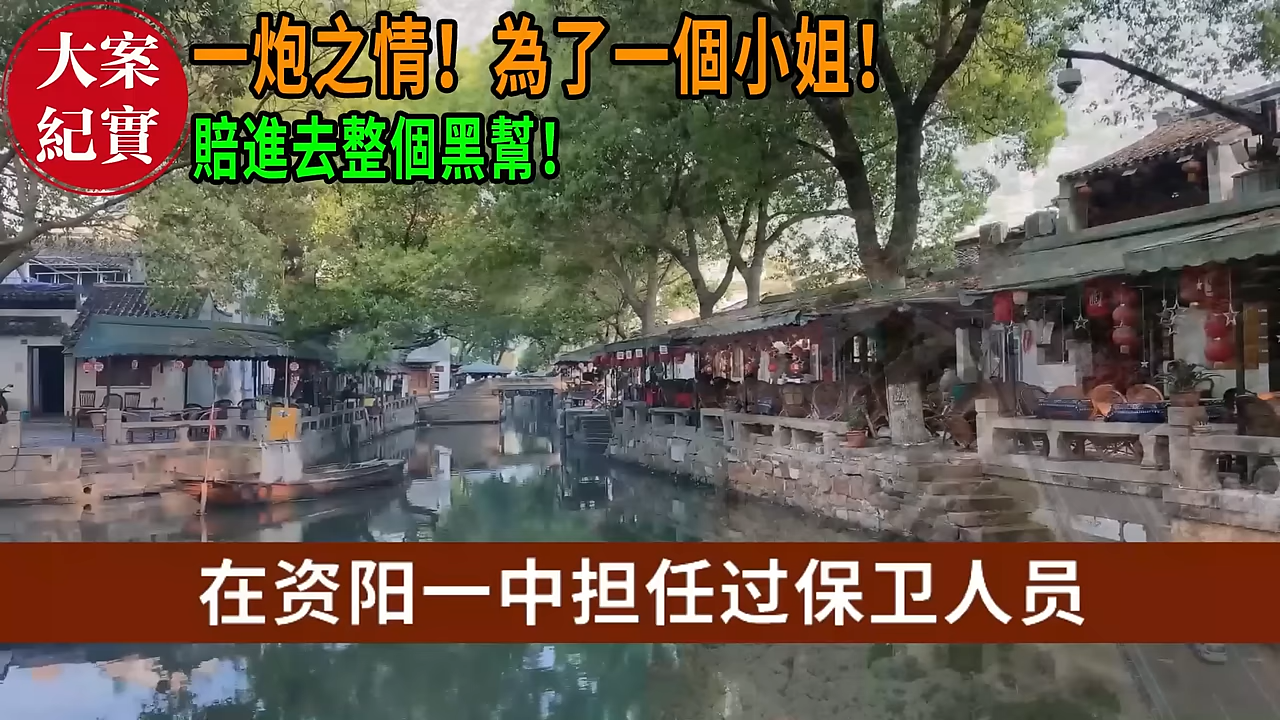 大案
紀實
一炮之情！為了一個小姐！
賠進去整個黑幫！
在资阳一中担任过保卫人员